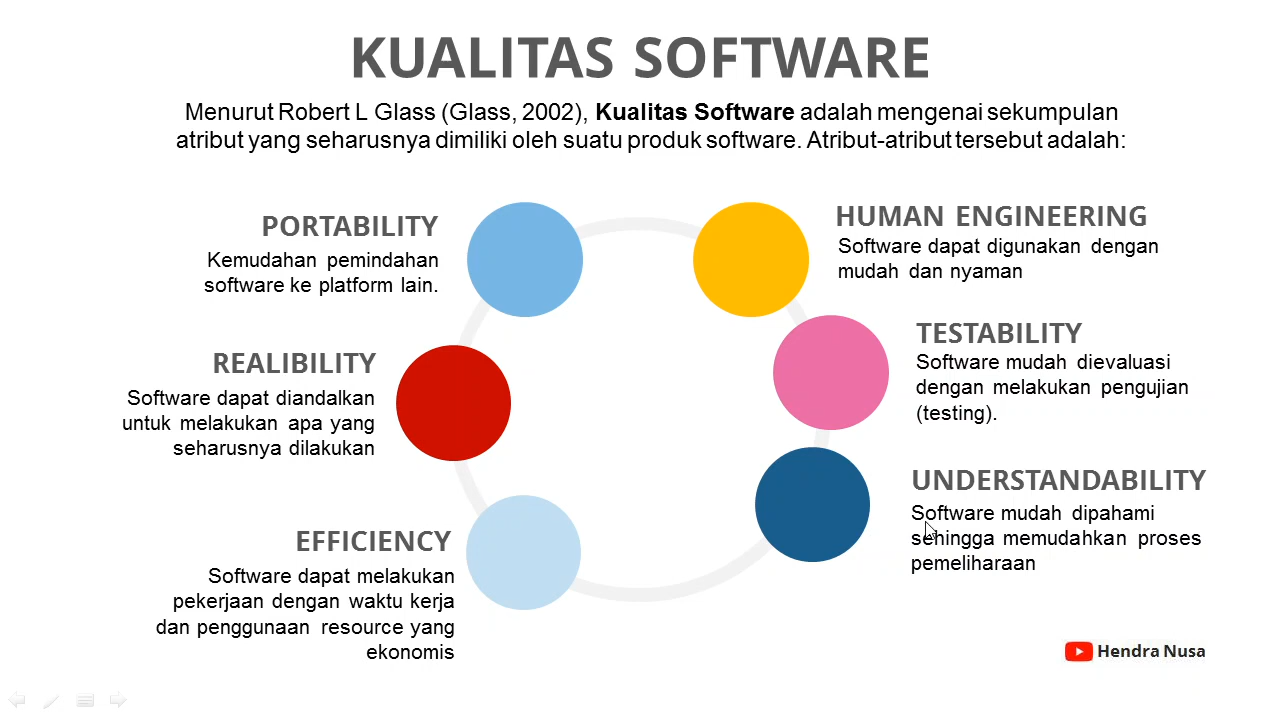 KUALITAS SOFTWARE
Menurut Robert L Glass (Glass, 2002), Kualitas Software adalah mengenai sekumpulan
atribut yang seharusnya dimiliki oleh suatu produk software. Atribut-atribut tersebut adalah:
PORTABILITY
Kemudahan pemindahan
software ke platform lain.
REALIBILITY
Software dapat diandalkan
untuk melakukan apa yang
seharusnya dilakukan
EFFICIENCY
Software dapat melakukan
pekerjaan dengan waktu kerja
dan penggunaan resource yang
ekonomis
HUMAN ENGINEERING
Software dapat digunakan dengan
mudah dan nyaman
TESTABILITY
Software mudah dievaluasi
dengan melakukan pengujian
(testing).
UNDERSTANDABILITY
Software mudah dipahami
sehingga memudahkan proses
pemeliharaan
Hendra Nusa